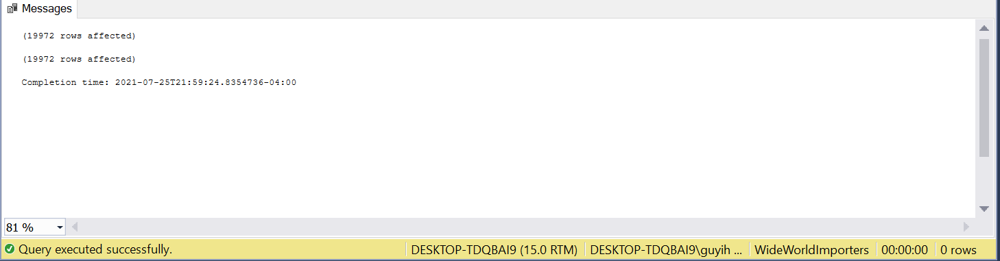 Messages
(19972 rows affected)
(19972 rows affected)
Completion time: 2021-07-25T21:59:24.8354736-04:00
81 %
Query executed successfully. DESKTOP-TDQBAI9 (15.0 RTM) DESKTOP-TDQBAI9\guyih ... WideWorldImporters 00:00:00 0 rows